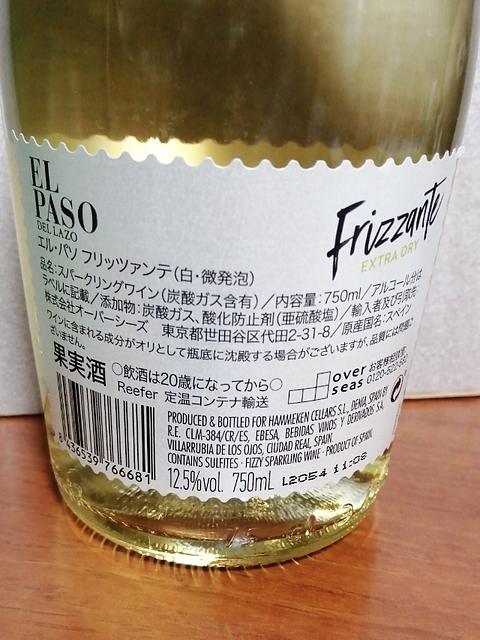 EL
PASO
DEL LAZO
Frizzante
EXTRA DRY
エル・パソ フリッツァンテ(白・微発泡)
品名:スパークリングワイン(炭酸ガス含有)/内容量:750ml/アルコール分は
ラベルに記載/添加物:炭酸ガス、酸化防止剤(亜硫酸塩)/輸入者及び引取先
株式会社オーバーシーズ 東京都世田谷区代田2-31-8/原産国名:スペイン
ワインに含まれる成分がオリとして瓶底に沈殿する場合がございますが、品質には問題ご
ざいません。
果実酒
○飲酒は20歳になってから○
Reefer 定温コンテナ輸送
over
seas
お客様相談室
PRODUCED & BOTTLED FOR HAMMEKEN CELLARS S.L., DENIA, SPAIN BY
R.E. CLM-384/CR/ES, EBESA, BEBIDAS VINOS Y DERIVADOS S.A,
VILLARRUBIA DE LOS OJOS, CIUDAD REAL, SPAIN.
CONTAINS SULFITES - FIZZY SPARKLING WINE - PRODUCT OF SPAIN.
12.5%vol. 750mL
L2054 11:08
8 436539 766681